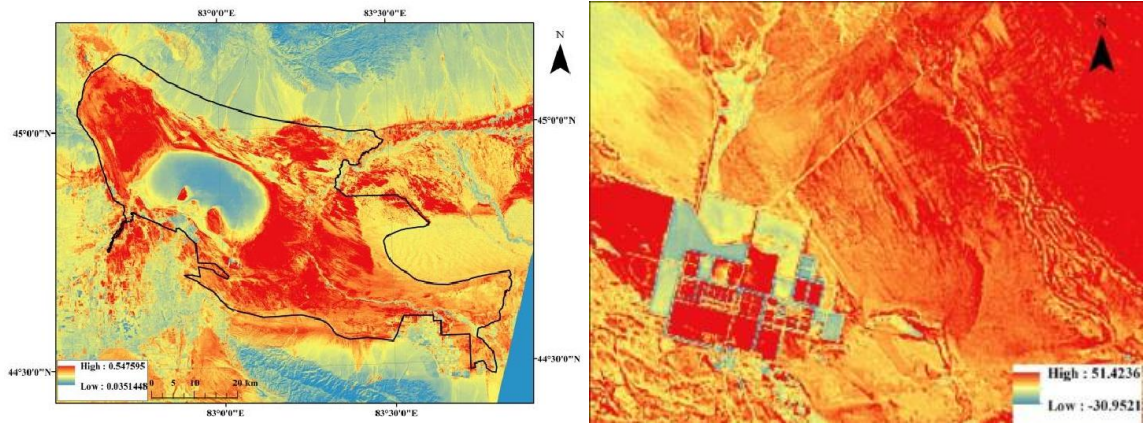 83°0'0"E 83°30'0"E
N
45°0'0"N 45°0'0"N
44°30'0"N 44°30'0"N
High : 0.547595
Low : 0.0351448
0 5 10 20 km
83°0'0"E 83°30'0"E
N
High : 51.4236
Low : -30.9521